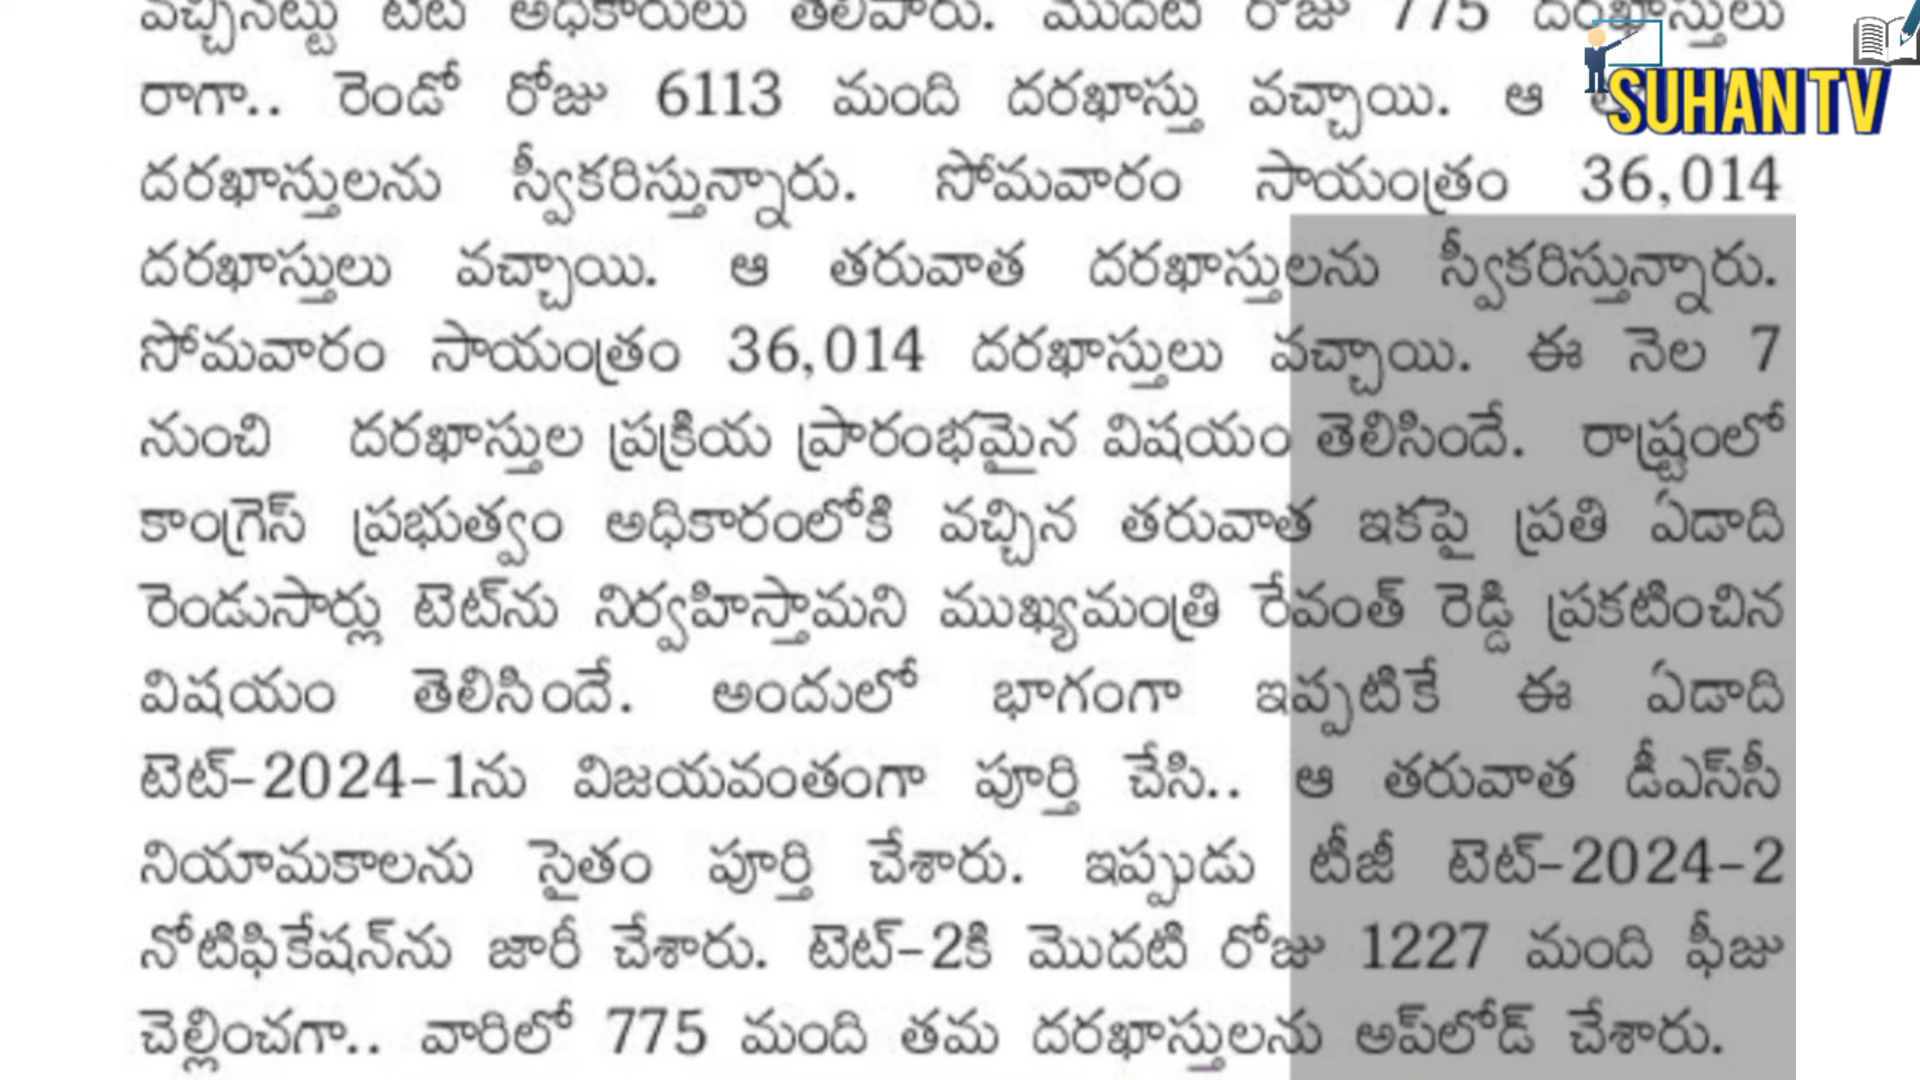 వచ్చినట్టు టెట్ అధికారులు తెలిపారు. మొదటి రోజు 775 దరఖాస్తులు
రాగా.. రెండో రోజు 6113 మంది దరఖాస్తు వచ్చాయి. ఆ
SUHAN TV
దరఖాస్తులను స్వీకరిస్తున్నారు. సోమవారం సాయంత్రం 36,014
దరఖాస్తులు వచ్చాయి. ఆ తరువాత దరఖాస్తులను స్వీకరిస్తున్నారు.
సోమవారం సాయంత్రం 36,014 దరఖాస్తులు వచ్చాయి. ఈ నెల 7
నుంచి దరఖాస్తుల ప్రక్రియ ప్రారంభమైన విషయం తెలిసిందే. రాష్ట్రంలో
కాంగ్రెస్ ప్రభుత్వం అధికారంలోకి వచ్చిన తరువాత ఇకపై ప్రతి ఏడాది
రెండుసార్లు టెట్‌ను నిర్వహిస్తామని ముఖ్యమంత్రి రేవంత్ రెడ్డి ప్రకటించిన
విషయం తెలిసిందే. అందులో భాగంగా ఇప్పటికే ఈ ఏడాది
టెట్-2024-1ను విజయవంతంగా పూర్తి చేసి.. ఆ తరువాత డీఎస్‌సీ
నియామకాలను సైతం పూర్తి చేశారు. ఇప్పుడు టీజీ టెట్-2024-2
నోటిఫికేషన్‌ను జారీ చేశారు. టెట్-2కి మొదటి రోజు 1227 మంది ఫీజు
చెల్లించగా.. వారిలో 775 మంది తమ దరఖాస్తులను అప్‌లోడ్ చేశారు.